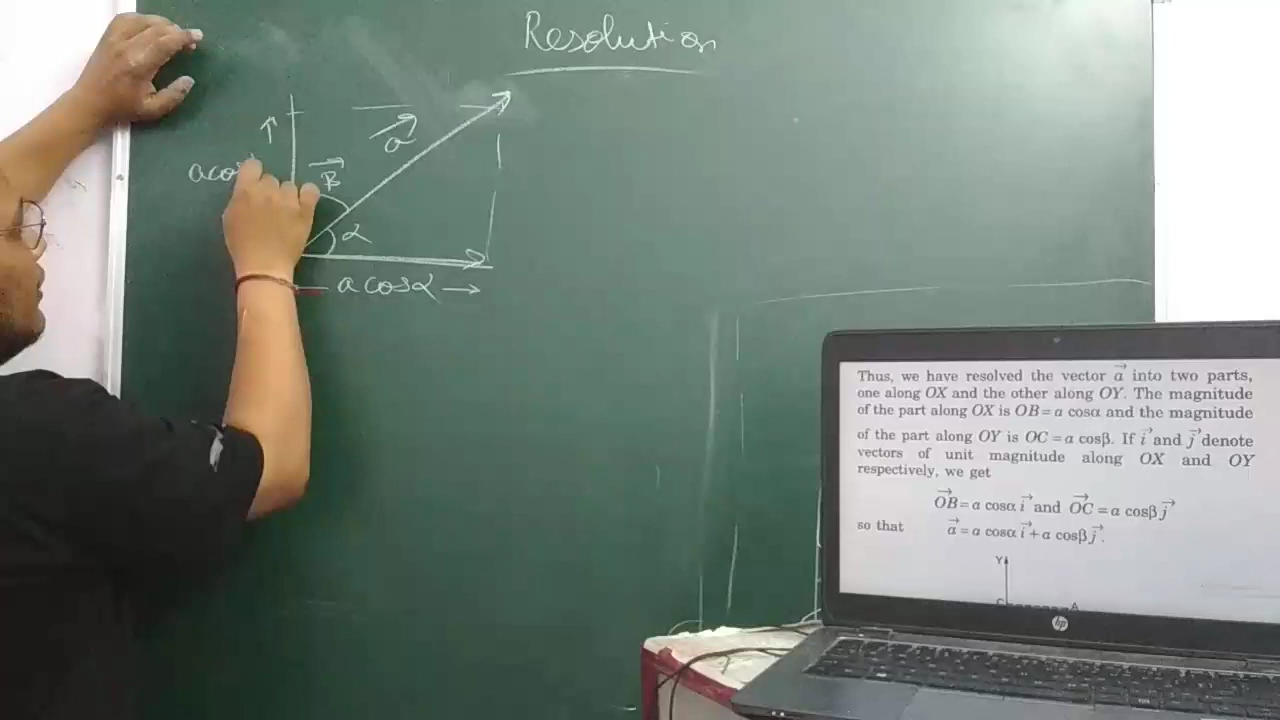 Resolution
a
B
α
a cosα
Thus, we have resolved the vector a⃗ into two parts,
one along OX and the other along OY. The magnitude
of the part along OX is OB = a cosα and the magnitude
of the part along OY is OC = a cosβ. If i⃗ and j⃗ denote
vectors of unit magnitude along OX and OY
respectively, we get
O⃗B⃗ = a cosα i⃗ and O⃗C⃗ = a cosβ j⃗
so that a⃗ = a cosα i⃗ + a cosβ j⃗.
Y
A
hp